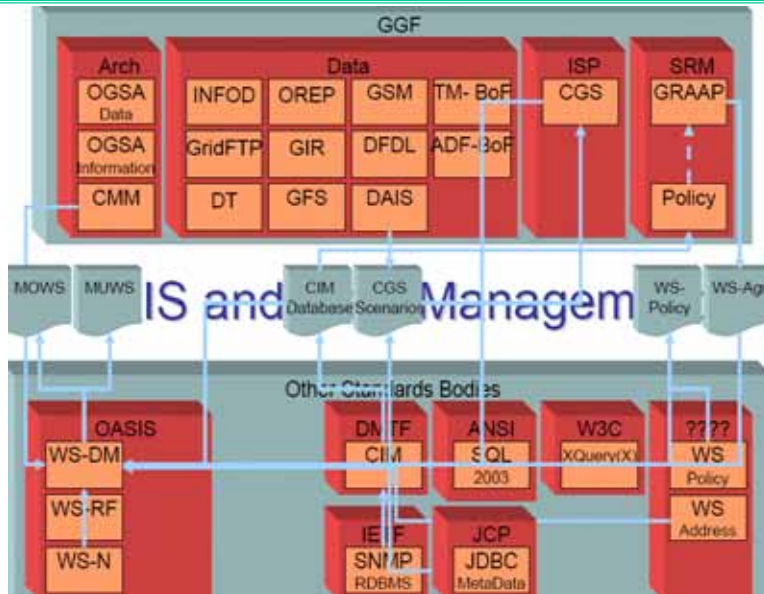 GGF
Arch
OGSA
Data
OGSA
Information
CMM
Data
INFOD
OREP
GSM
TM- BoF
GridFTP
GIR
DFDL
ADF-BoF
DT
GFS
DAIS
ISP
CGS
SRM
GRAAP
Policy
MOWS
MUWS
IS and
CIM
Database
CGS
Scenarios
Managem
WS-
Policy
WS-Agr
Other Standards Bodies
OASIS
WS-DM
WS-RF
WS-N
DMTF
CIM
ANSI
SQL
2003
W3C
XQuery(X)
????
WS
Policy
WS
Address
IETF
SNMP
RDBMS
JCP
JDBC
MetaData